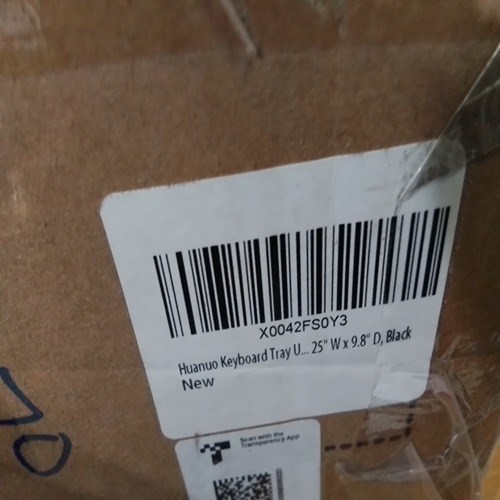 X0042FS0Y3
Huanuo Keyboard Tray U... 25" W x 9.8" D, Black
New
Scan with the
Transparency App